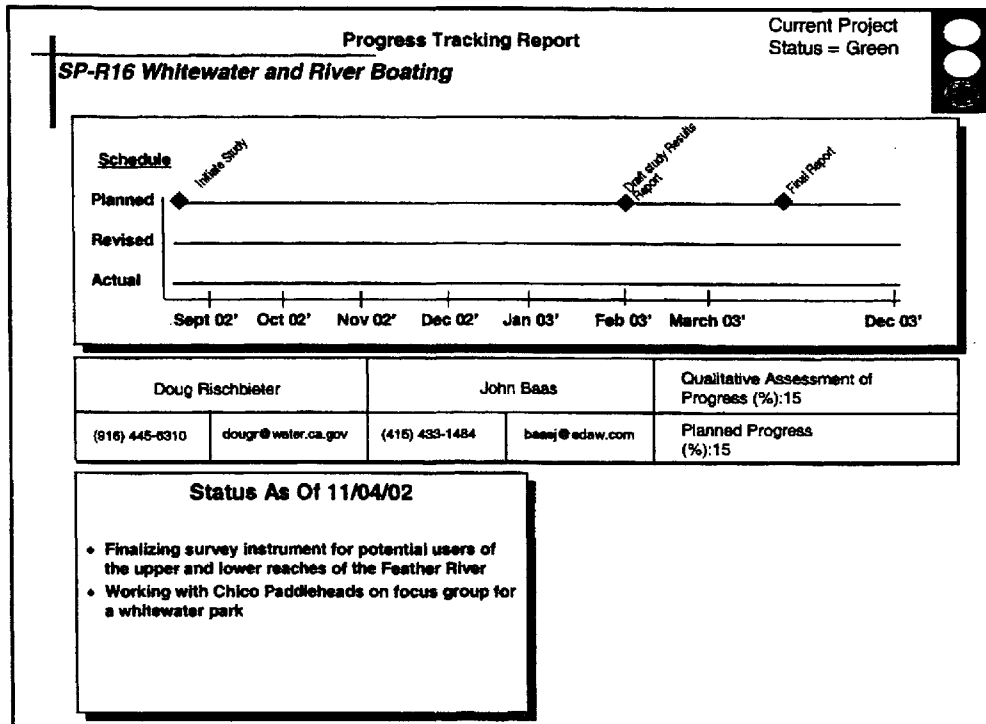 Progress Tracking Report
Current Project
Status = Green
SP-R16 Whitewater and River Boating
Schedule
Initiate Study
Draft study Results
Report
Final Report
Planned
Revised
Actual
Sept 02' Oct 02' Nov 02' Dec 02' Jan 03' Feb 03' March 03' Dec 03'
Doug Rischbieter John Baas Qualitative Assessment of
Progress (%):15
(916) 445-6310 dougr@water.ca.gov (415) 433-1484 baasj@edaw.com Planned Progress
(%):15
Status As Of 11/04/02
• Finalizing survey instrument for potential users of
the upper and lower reaches of the Feather River
• Working with Chico Paddleheads on focus group for
a whitewater park